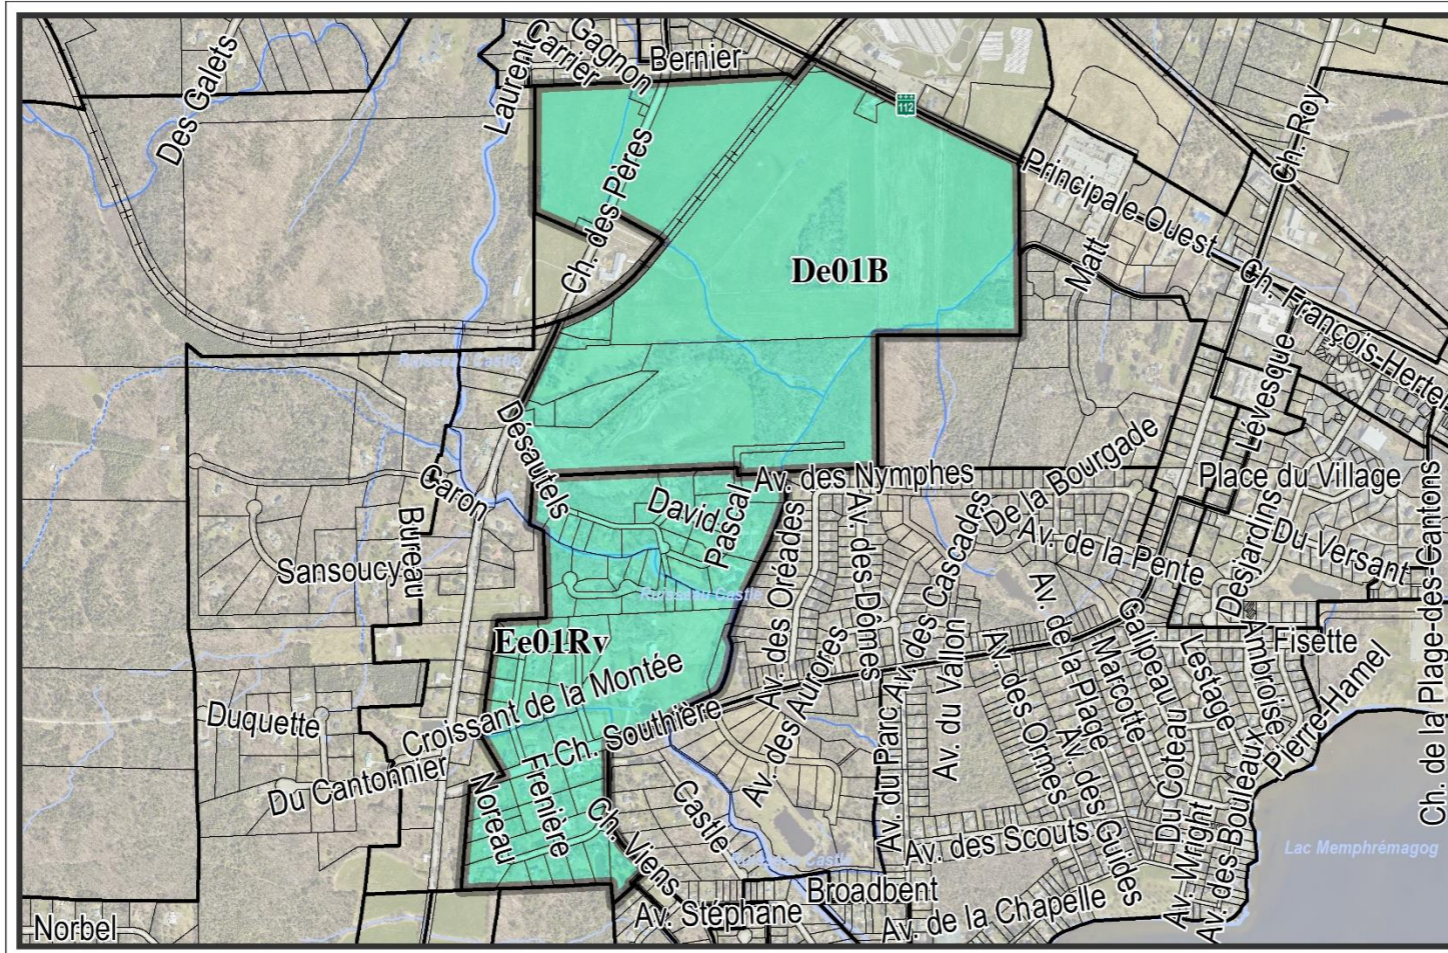 Des Galets
Laurent
Carrier
Gagnon
Bernier
112
Ch. Roy
Ch. des Pères
Principale Ouest
Matt
De01B
Ch. François-Hertel
Lévesque
Ruisseau Castle
Désautels
Caron
Bureau
Sansoucy
David
Pascal
Av. des Nymphes
De la Bourgade
Place du Village
Av. des Oréades
Av. des Dômes
Av. des Cascades
Av. de la Pente
Desjardins
Du Versant
Ch. de la Plage-des-Cantons
Ruisseau Castle
Ee01Rv
Croissant de la Montée
Av. des Aurores
Av. du Parc
Av. du Vallon
Av. des Ormes
Av. de la Plage
Marcotte
Galipeau
Lestage
Ambroise
Fisette
Pierre-Hamel
Duquette
Du Cantonnier
Ch. Southière
Noreau
Frenière
Ch. Viens
Castle
Av. des Scouts
Av. des Guides
Du Coteau
Av. Wright
Av. des Bouleaux
Ruisseau Castle
Lac Memphrémagog
Broadbent
Av. Stéphane
Av. de la Chapelle
Norbel